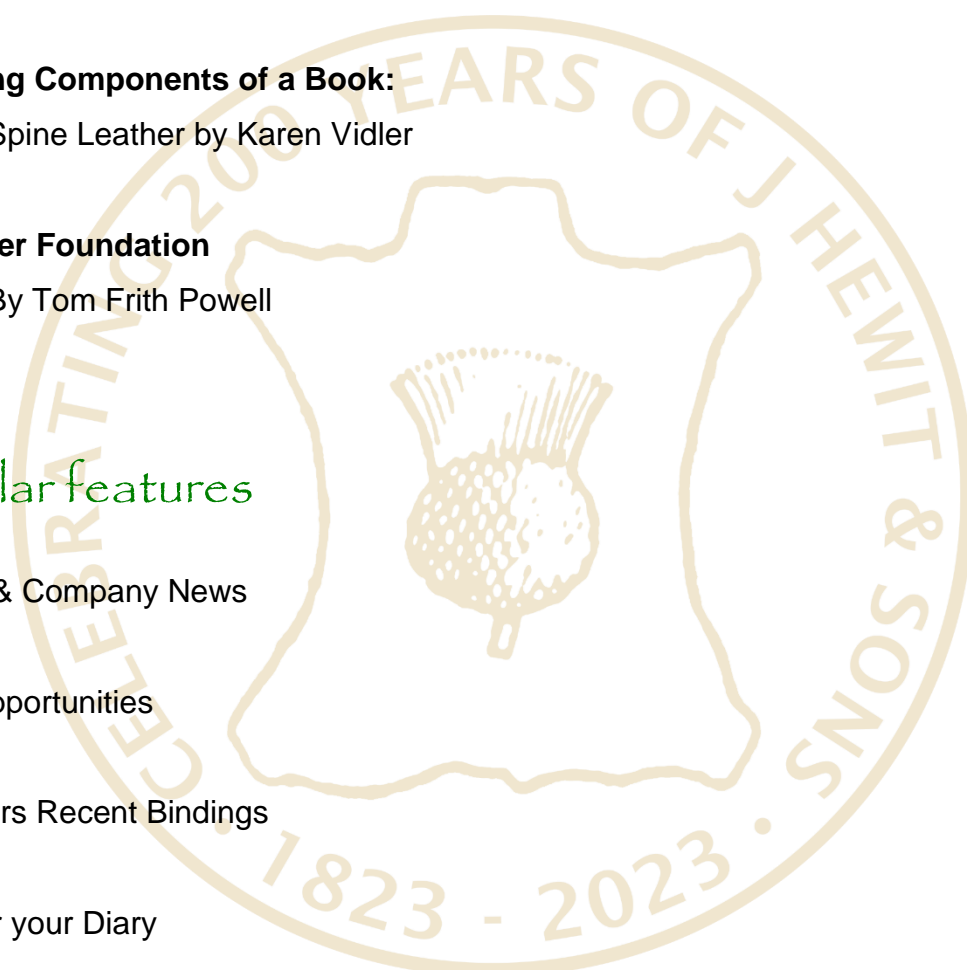 ng Components of a Book:
Spine Leather by Karen Vidler
er Foundation
By Tom Frith Powell
lar features
& Company News
pportunities
rs Recent Bindings
r your Diary
CELEBRATING 200 YEARS OF J HEWIT & SONS
· 1823 - 2023 ·